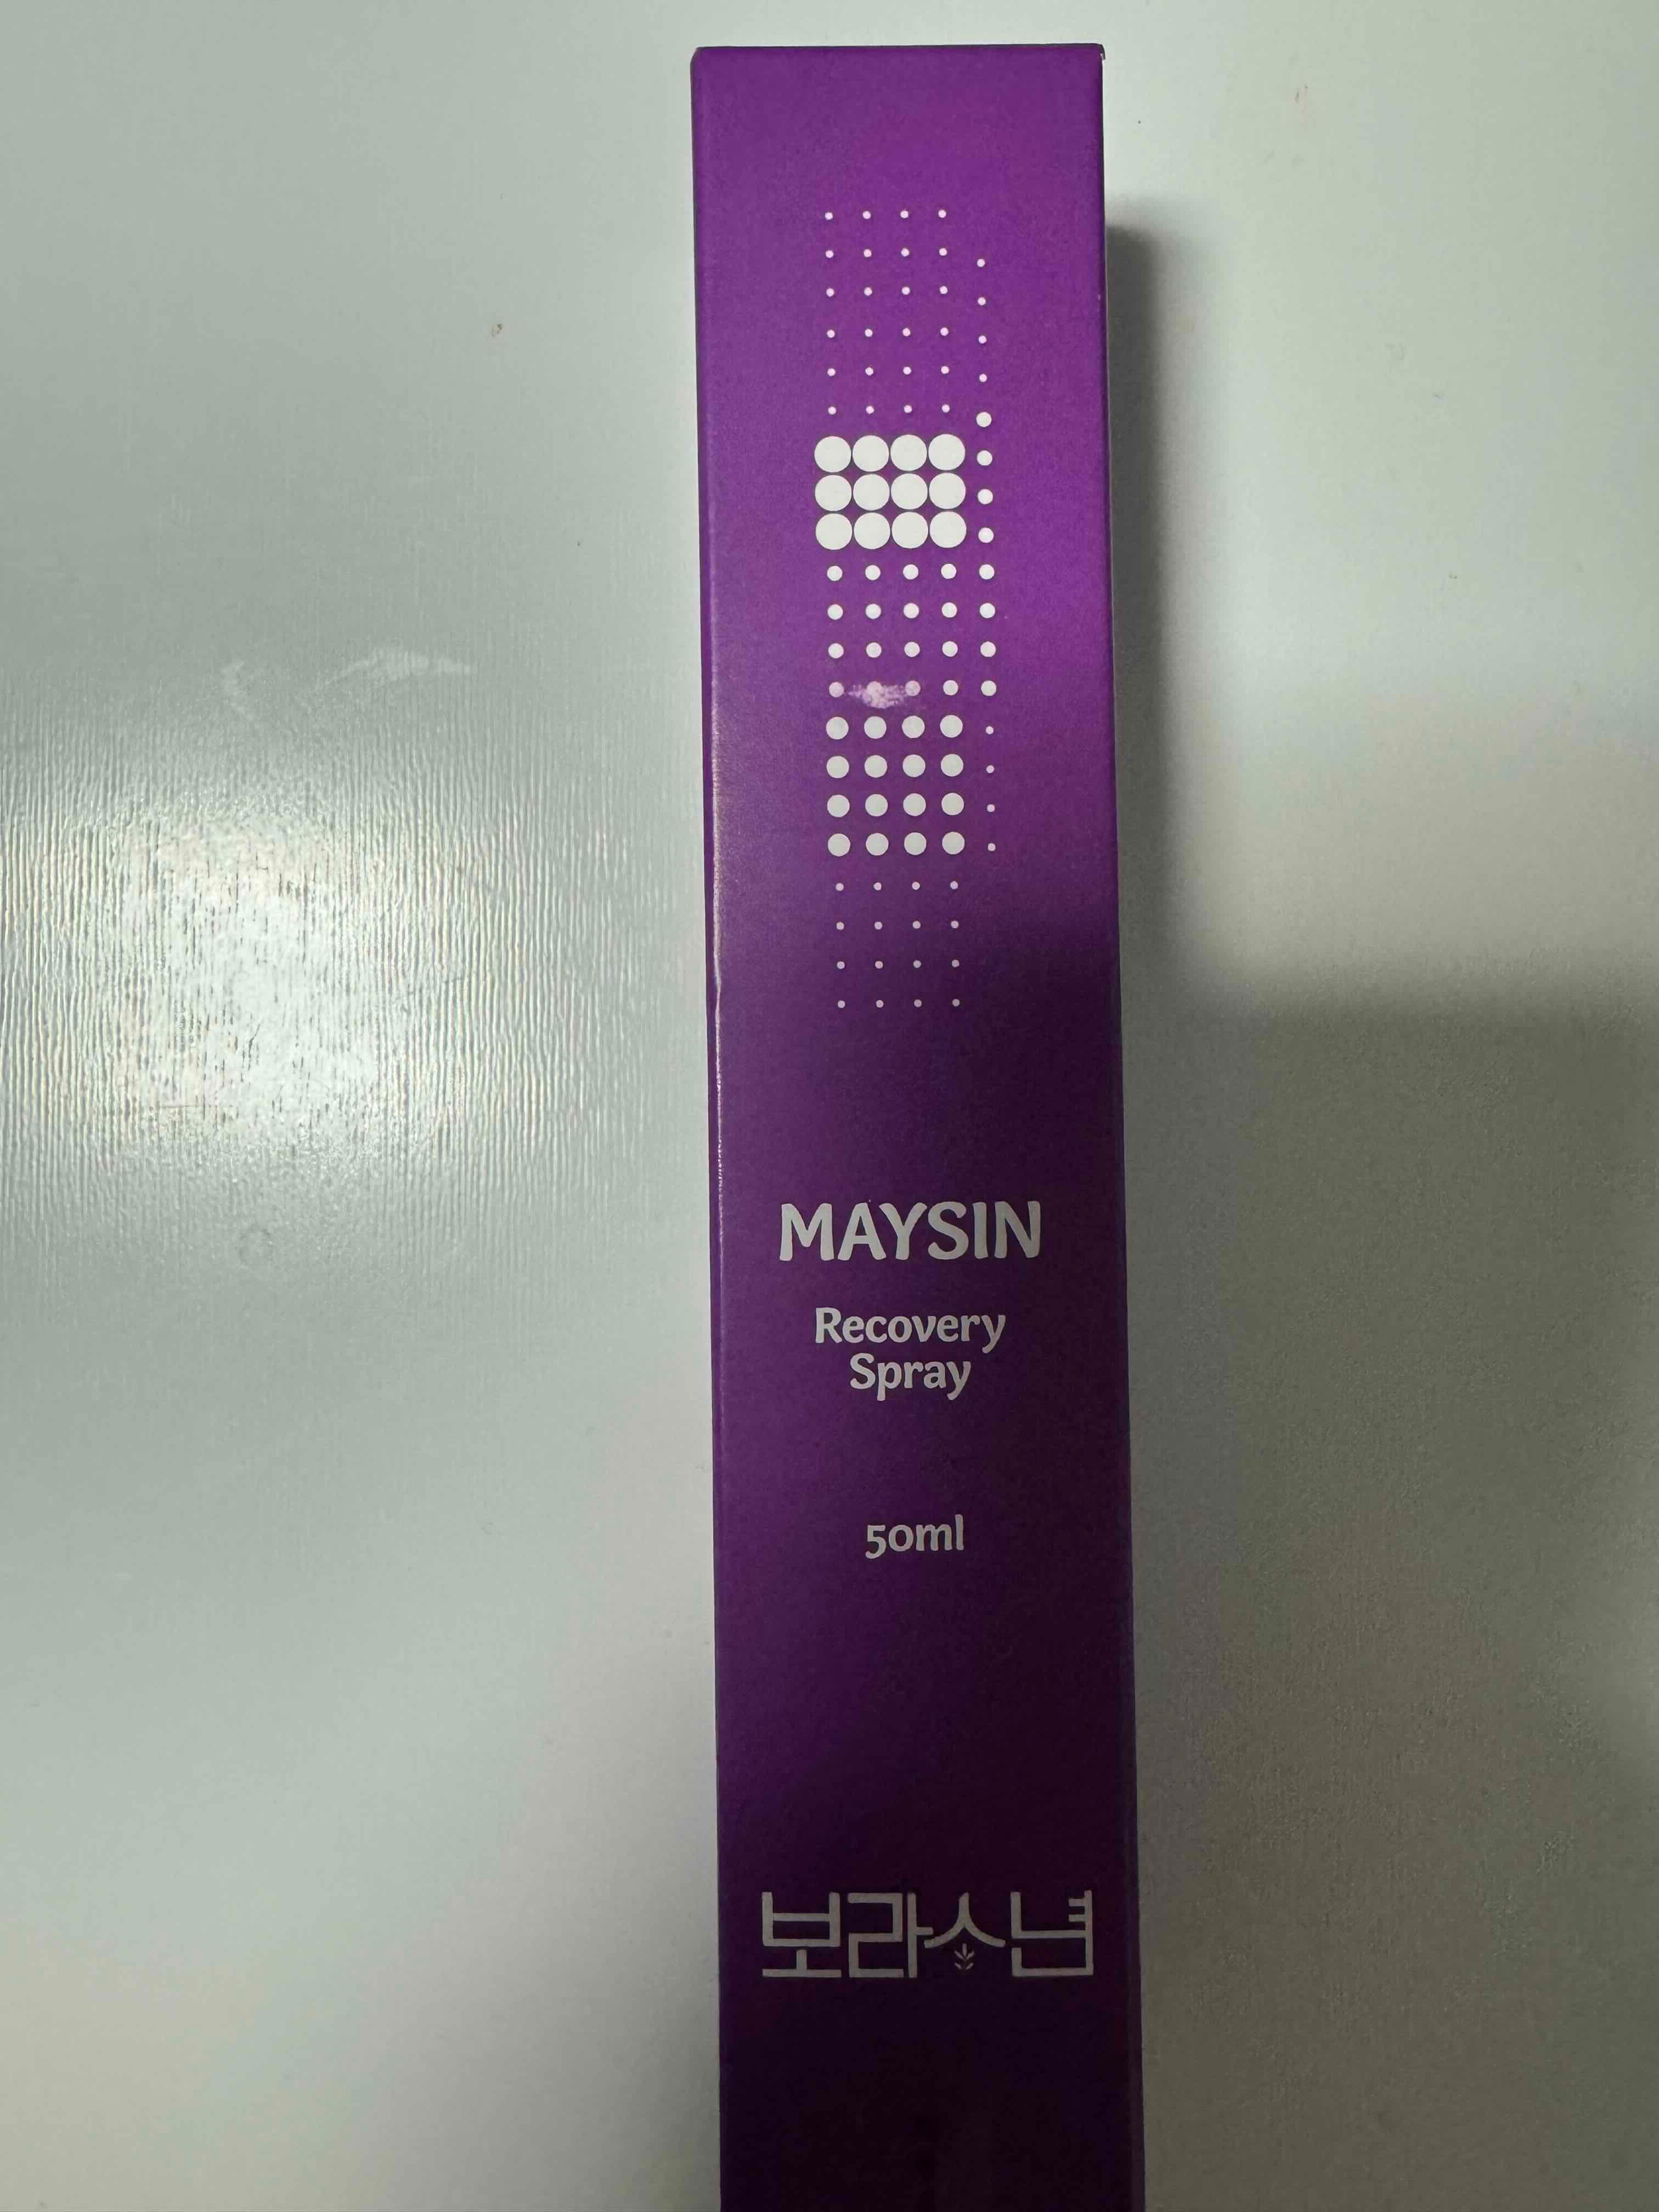 MAYSIN
Recovery
Spray
50ml
보라소년